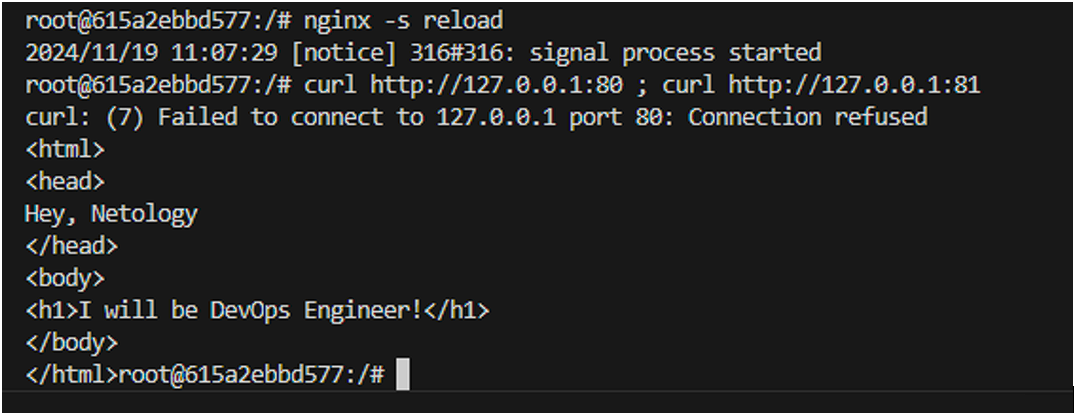 root@615a2ebbd577:/# nginx -s reload
2024/11/19 11:07:29 [notice] 316#316: signal process started
root@615a2ebbd577:/# curl http://127.0.0.1:80 ; curl http://127.0.0.1:81
curl: (7) Failed to connect to 127.0.0.1 port 80: Connection refused
<html>
<head>
Hey, Netology
</head>
<body>
<h1>I will be DevOps Engineer!</h1>
</body>
</html>root@615a2ebbd577:/#